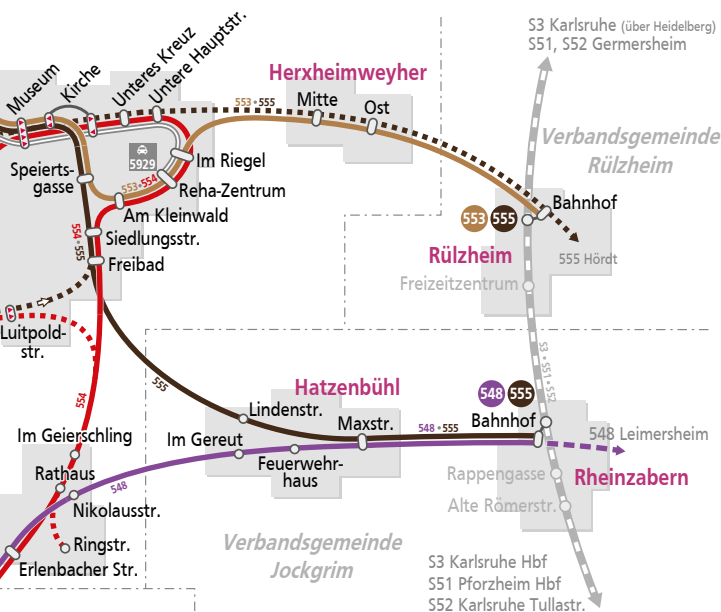 S3 Karlsruhe (über Heidelberg)
S51, S52 Germersheim
Museum
Kirche
Unteres Kreuz
Untere Hauptstr.
Herxheimweyher
553 • 555
Mitte
Ost
Verbandsgemeinde
Rülzheim
5929
Im Riegel
Speierts-
gasse
553•554
Reha-Zentrum
Am Kleinwald
Bahnhof
553 555
554 • 555
Siedlungsstr.
Freibad
Rülzheim
555 Hördt
Freizeitzentrum
Luitpold-
str.
S3 • S51 • S52
555
554
Hatzenbühl
548 555
Lindenstr.
Maxstr.
548 • 555
Bahnhof
548 Leimersheim
Im Geierschling
Im Gereut
Feuerwehr-
haus
Rathaus
548
Rappengasse
Rheinzabern
Nikolausstr.
Alte Römerstr.
Ringstr.
Erlenbacher Str.
Verbandsgemeinde
Jockgrim
S3 Karlsruhe Hbf
S51 Pforzheim Hbf
S52 Karlsruhe Tullastr.